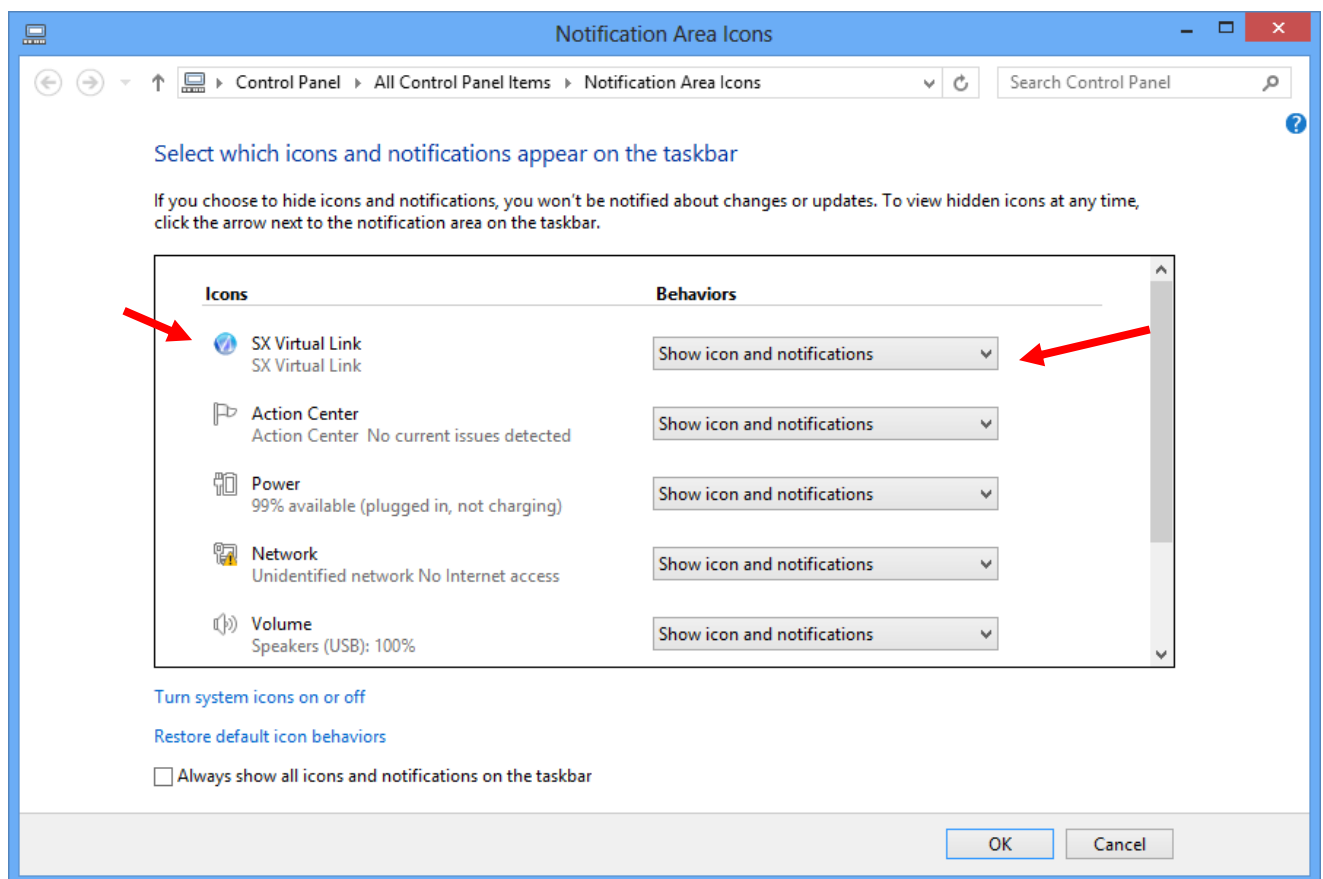 Notification Area Icons
Control Panel All Control Panel Items Notification Area Icons
Search Control Panel
Select which icons and notifications appear on the taskbar
If you choose to hide icons and notifications, you won't be notified about changes or updates. To view hidden icons at any time,
click the arrow next to the notification area on the taskbar.
Icons Behaviors
SX Virtual Link
SX Virtual Link
Show icon and notifications
Action Center
Action Center No current issues detected
Show icon and notifications
Power
99% available (plugged in, not charging)
Show icon and notifications
Network
Unidentified network No Internet access
Show icon and notifications
Volume
Speakers (USB): 100%
Show icon and notifications
Turn system icons on or off
Restore default icon behaviors
Always show all icons and notifications on the taskbar
OK Cancel